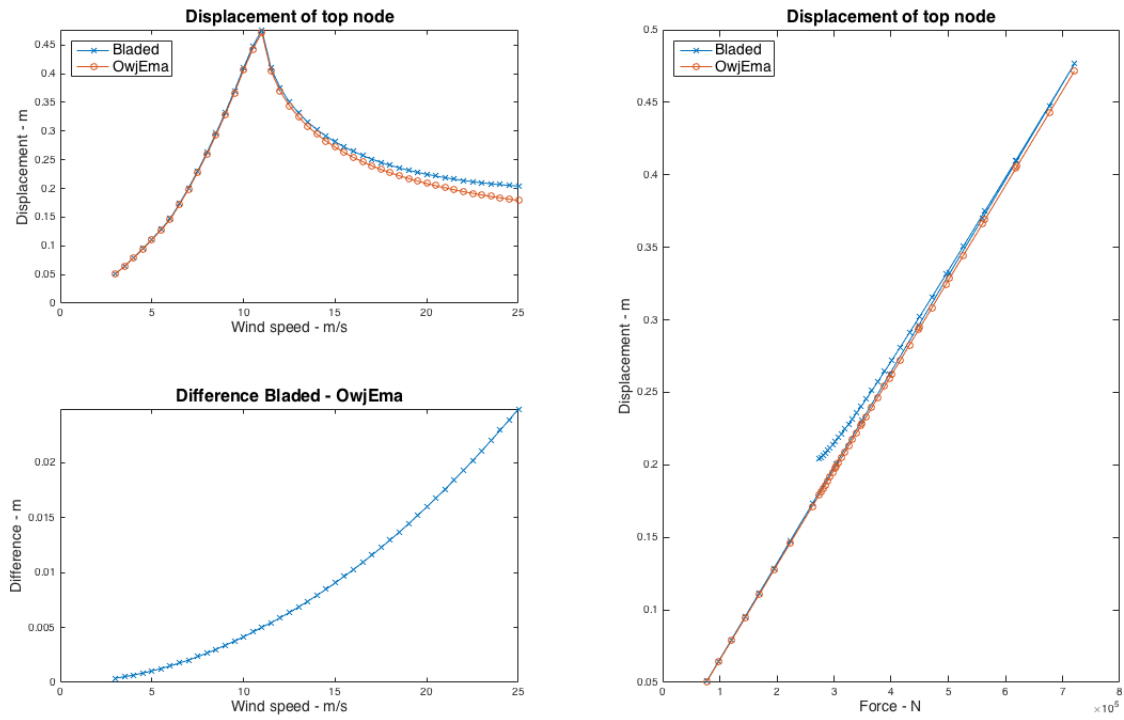 Displacement of top node
Bladed
OwjEma
0.45
0.4
0.35
0.3
0.25
0.2
0.15
0.1
0.05
0
Displacement - m
0 5 10 15 20 25
Wind speed - m/s
Difference Bladed - OwjEma
0.02
0.015
0.01
0.005
0
Difference - m
0 5 10 15 20 25
Wind speed - m/s
Displacement of top node
Bladed
OwjEma
0.5
0.45
0.4
0.35
0.3
0.25
0.2
0.15
0.1
0.05
Displacement - m
0 1 2 3 4 5 6 7 8
Force - N
×10⁵